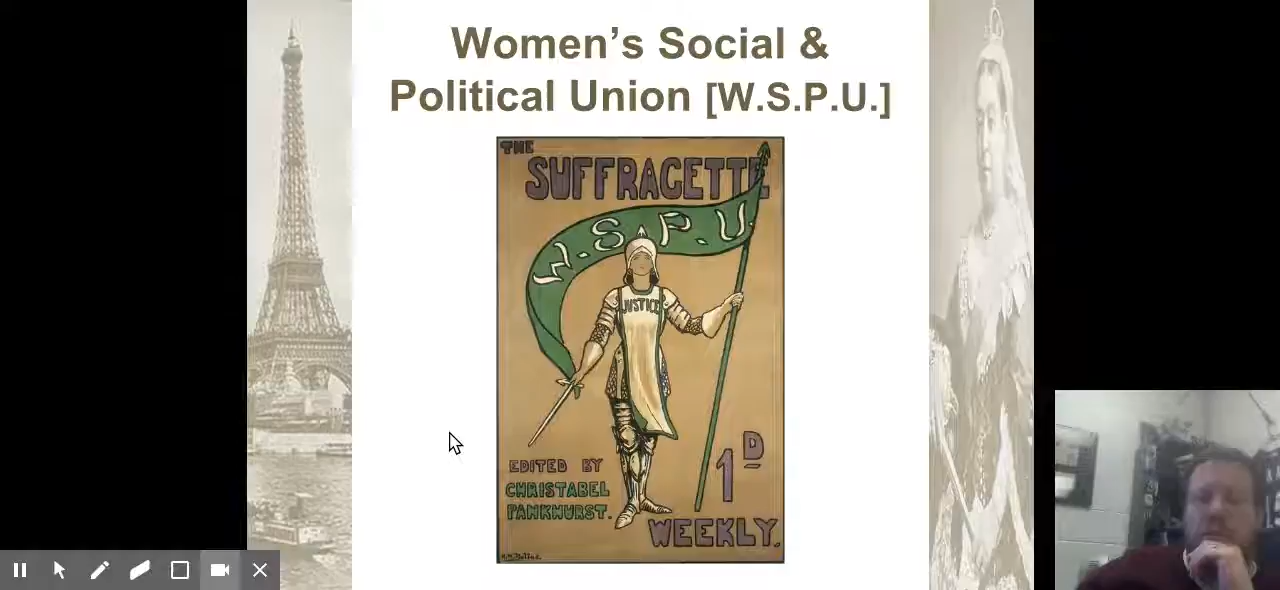 Women’s Social &
Political Union [W.S.P.U.]
THE
SUFFRAGETTE
W.S.P.U.
JUSTICE
EDITED BY
CHRISTABEL
PANKHURST.
1D
WEEKLY.